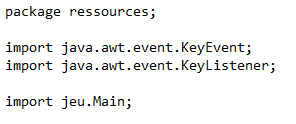 package ressources;
import java.awt.event.KeyEvent;
import java.awt.event.KeyListener;
import jeu.Main;